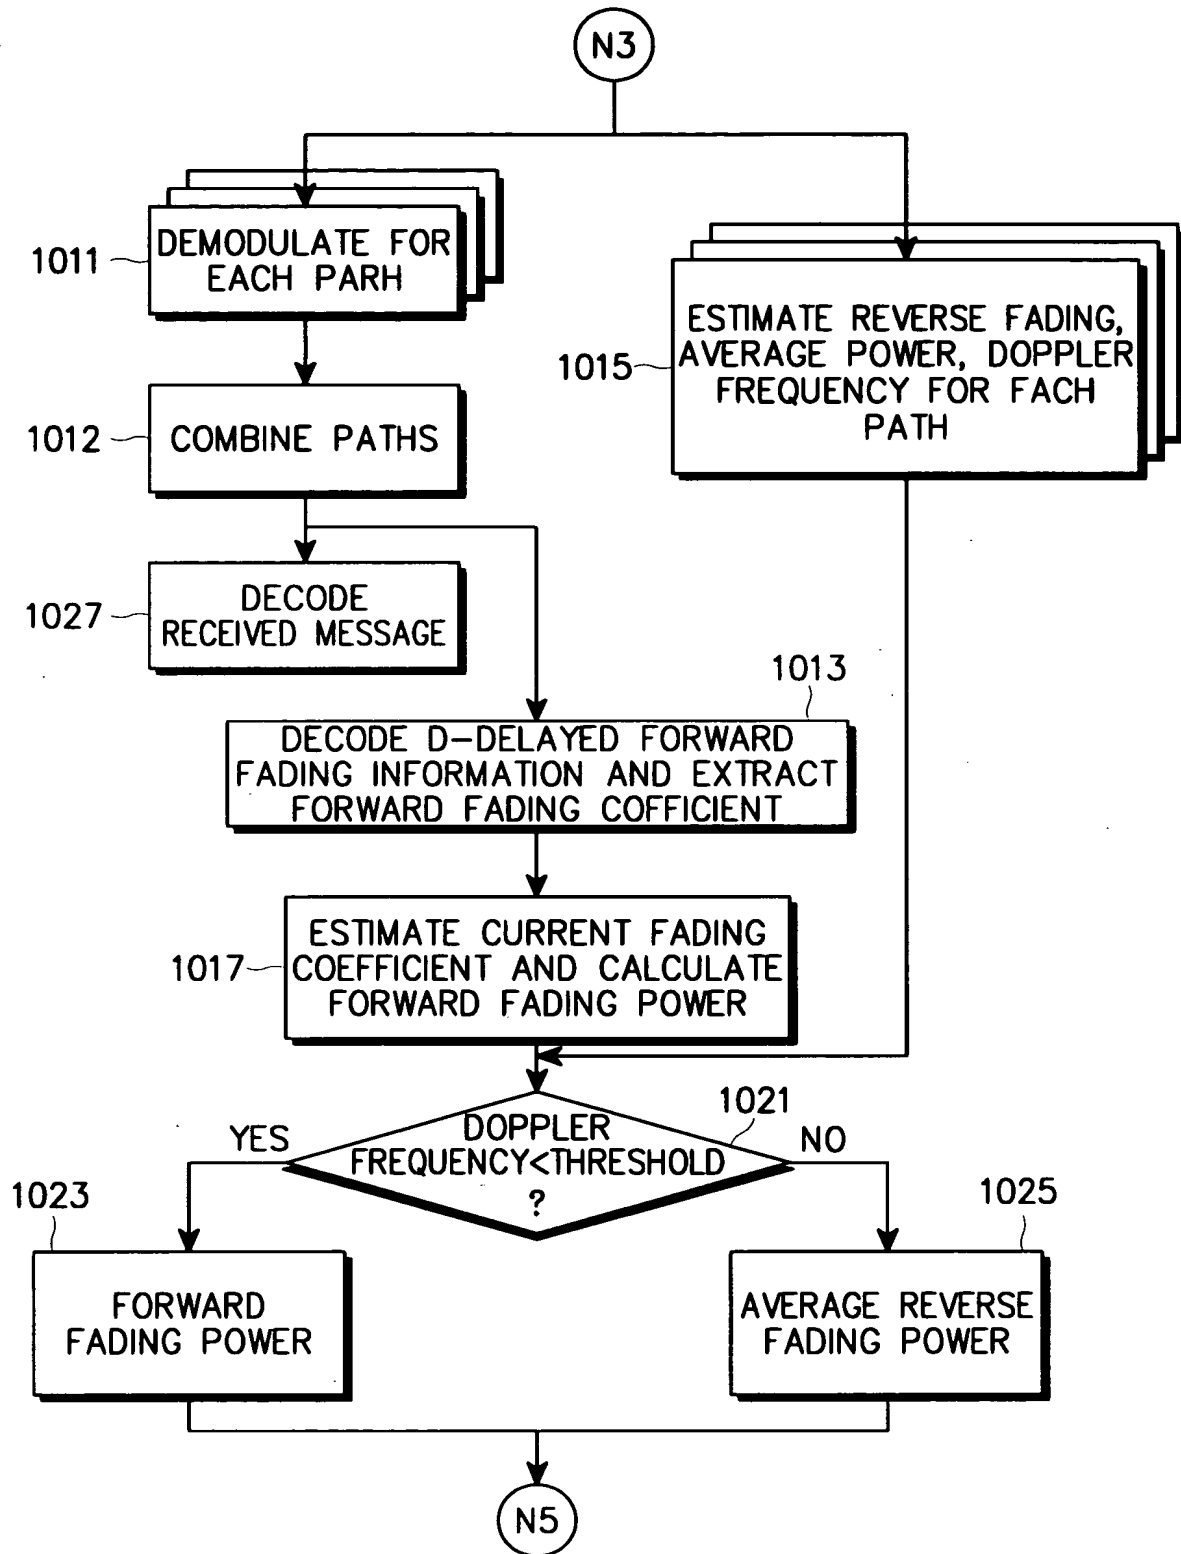 N3
1011
DEMODULATE FOR
EACH PARH
1015
ESTIMATE REVERSE FADING,
AVERAGE POWER, DOPPLER
FREQUENCY FOR FACH
PATH
1012
COMBINE PATHS
1027
DECODE
RECEIVED MESSAGE
1013
DECODE D-DELAYED FORWARD
FADING INFORMATION AND EXTRACT
FORWARD FADING COFFICIENT
1017
ESTIMATE CURRENT FADING
COEFFICIENT AND CALCULATE
FORWARD FADING POWER
1021
YES
DOPPLER
FREQUENCY<THRESHOLD
?
NO
1023
FORWARD
FADING POWER
1025
AVERAGE REVERSE
FADING POWER
N5